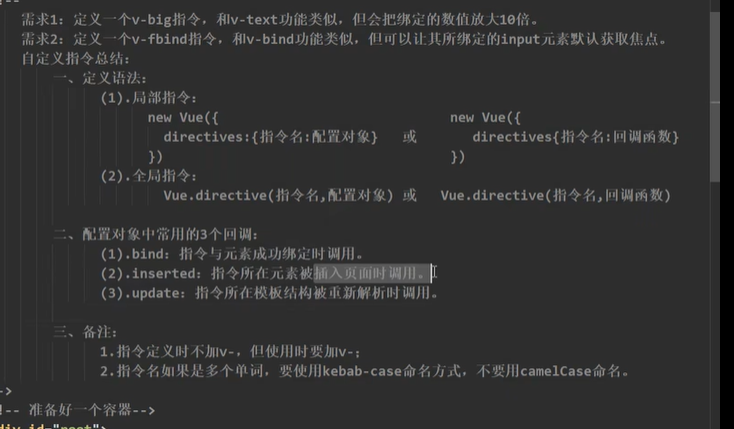 需求1: 定义一个v-big指令，和v-text功能类似，但会把绑定的数值放大10倍。
需求2: 定义一个v-fbind指令，和v-bind功能类似，但可以让其所绑定的input元素默认获取焦点。
自定义指令总结:
一、定义语法:
(1).局部指令:
new Vue({ new Vue({
directives:{指令名:配置对象} 或 directives{指令名:回调函数}
}) })
(2).全局指令:
Vue.directive(指令名,配置对象) 或 Vue.directive(指令名,回调函数)
二、配置对象中常用的3个回调:
(1).bind: 指令与元素成功绑定时调用。
(2).inserted: 指令所在元素被插入页面时调用。
(3).update: 指令所在模板结构被重新解析时调用。
三、备注:
1.指令定义时不加v-，但使用时要加v-；
2.指令名如果是多个单词，要使用kebab-case命名方式，不要用camelCase命名。
->
!-- 准备好一个容器-->